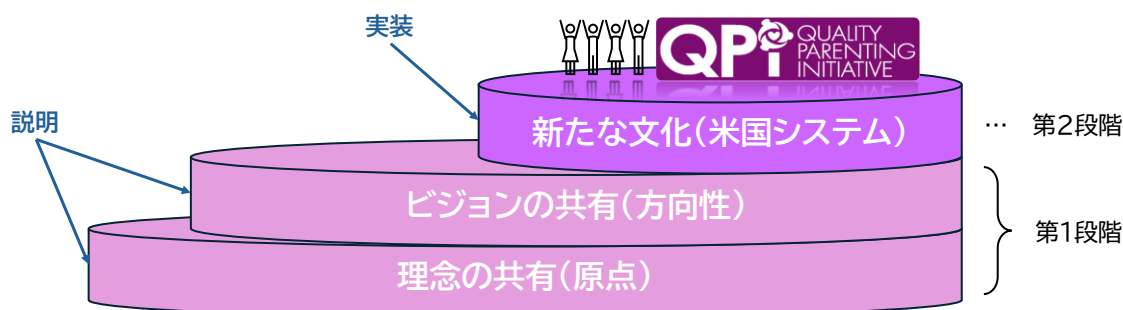 実装
QPi QUALITY
PARENTING
INITIATIVE
説明
新たな文化(米国システム)
… 第2段階
ビジョンの共有(方向性)
第1段階
理念の共有(原点)